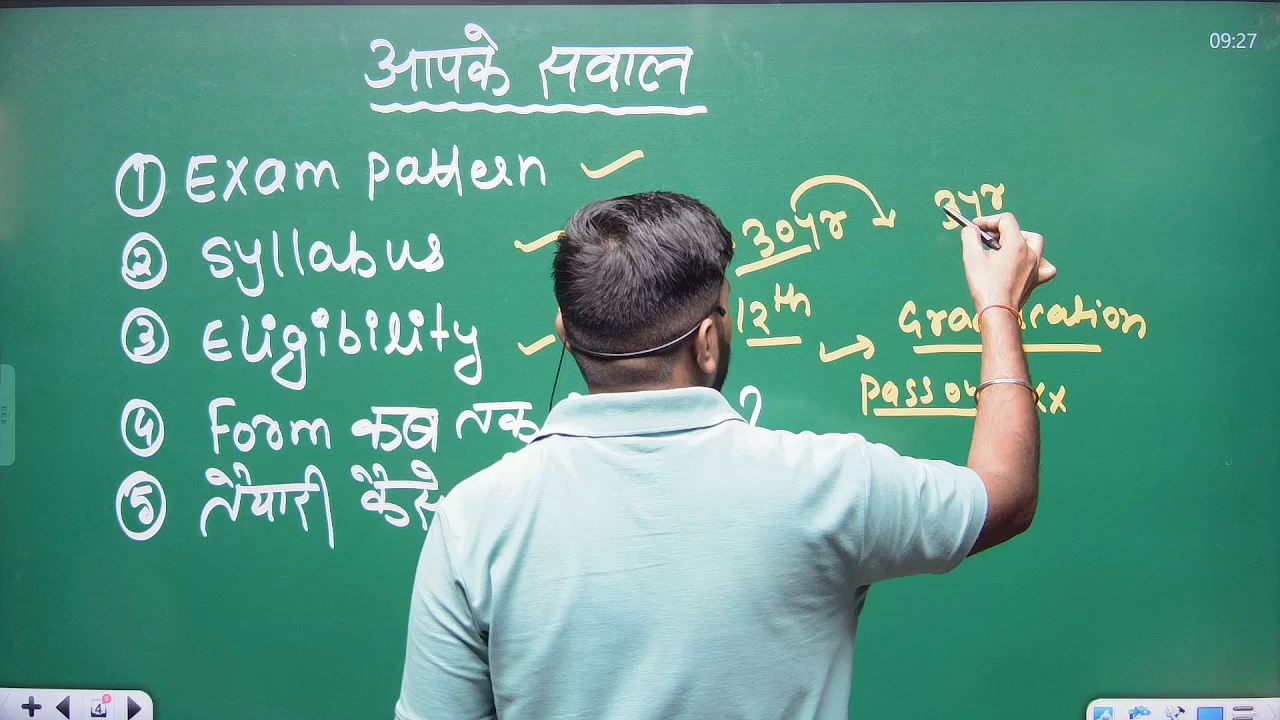 09:27
आपके सवाल
① Exam pattern
② Syllabus
③ Eligibility
④ Form कब तक ?
⑤ तैयारी कैसे
30yr 3yr
12th
pass